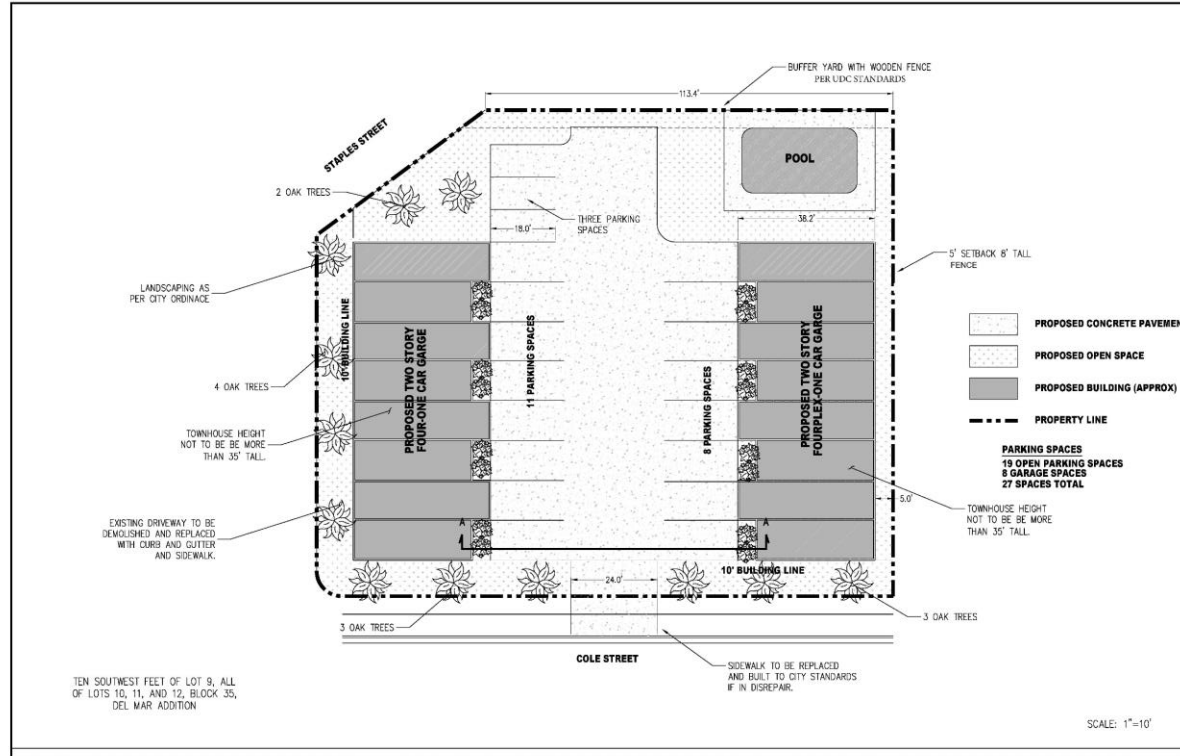 BUFFER YARD WITH WOODEN FENCE
PER UDC STANDARDS
113.4'
STAPLES STREET
POOL
2 OAK TREES
THREE PARKING
SPACES
18.0'
38.2'
5' SETBACK 8' TALL
FENCE
LANDSCAPING AS
PER CITY ORDINACE
10' BUILDING LINE
PROPOSED TWO STORY
FOUR-ONE CAR GARGE
11 PARKING SPACES
8 PARKING SPACES
PROPOSED TWO STORY
FOURPLEX-ONE CAR GARGE
PROPOSED CONCRETE PAVEMEN
PROPOSED OPEN SPACE
PROPOSED BUILDING (APPROX)
PROPERTY LINE
PARKING SPACES
19 OPEN PARKING SPACES
8 GARAGE SPACES
27 SPACES TOTAL
4 OAK TREES
TOWNHOUSE HEIGHT
NOT TO BE BE MORE
THAN 35' TALL.
5.0'
TOWNHOUSE HEIGHT
NOT TO BE BE MORE
THAN 35' TALL.
EXISTING DRIVEWAY TO BE
DEMOLISHED AND REPLACED
WITH CURB AND GUTTER
AND SIDEWALK.
A
A
10' BUILDING LINE
24.0'
3 OAK TREES
3 OAK TREES
COLE STREET
SIDEWALK TO BE REPLACED
AND BUILT TO CITY STANDARDS
IF IN DISREPAIR.
TEN SOUTWEST FEET OF LOT 9, ALL
OF LOTS 10, 11, AND 12, BLOCK 35,
DEL MAR ADDITION
SCALE: 1"=10'